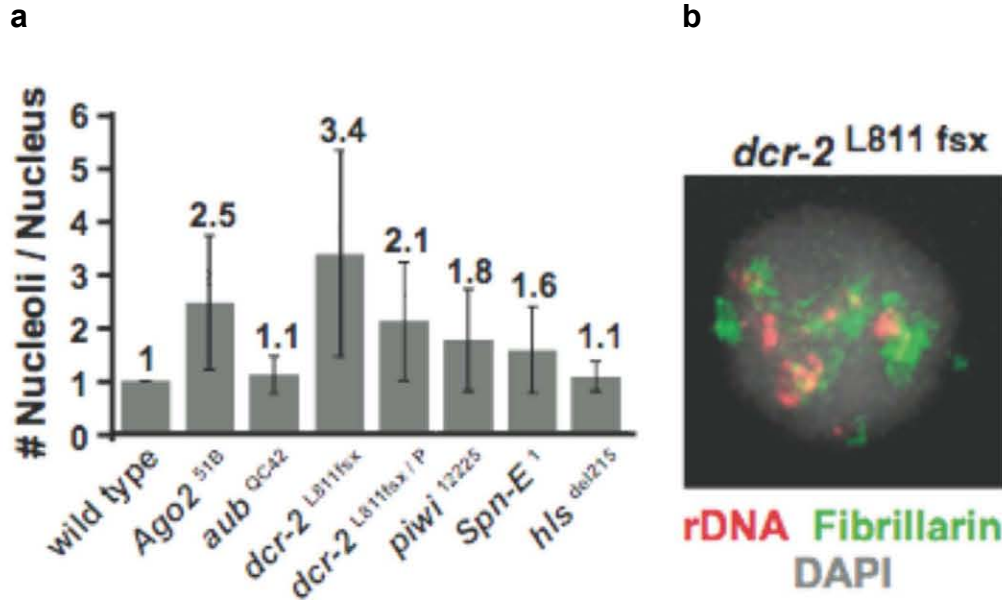 a
b
# Nucleoli / Nucleus
6
5
4
3
2
1
0
1
2.5
1.1
3.4
2.1
1.8
1.6
1.1
wild type
Ago2 51B
aub QC42
dcr-2 L811fsx
dcr-2 L811fsx / P
piwi 12225
Spn-E 1
hls del215
dcr-2 L811 fsx
rDNA Fibrillarin
DAPI